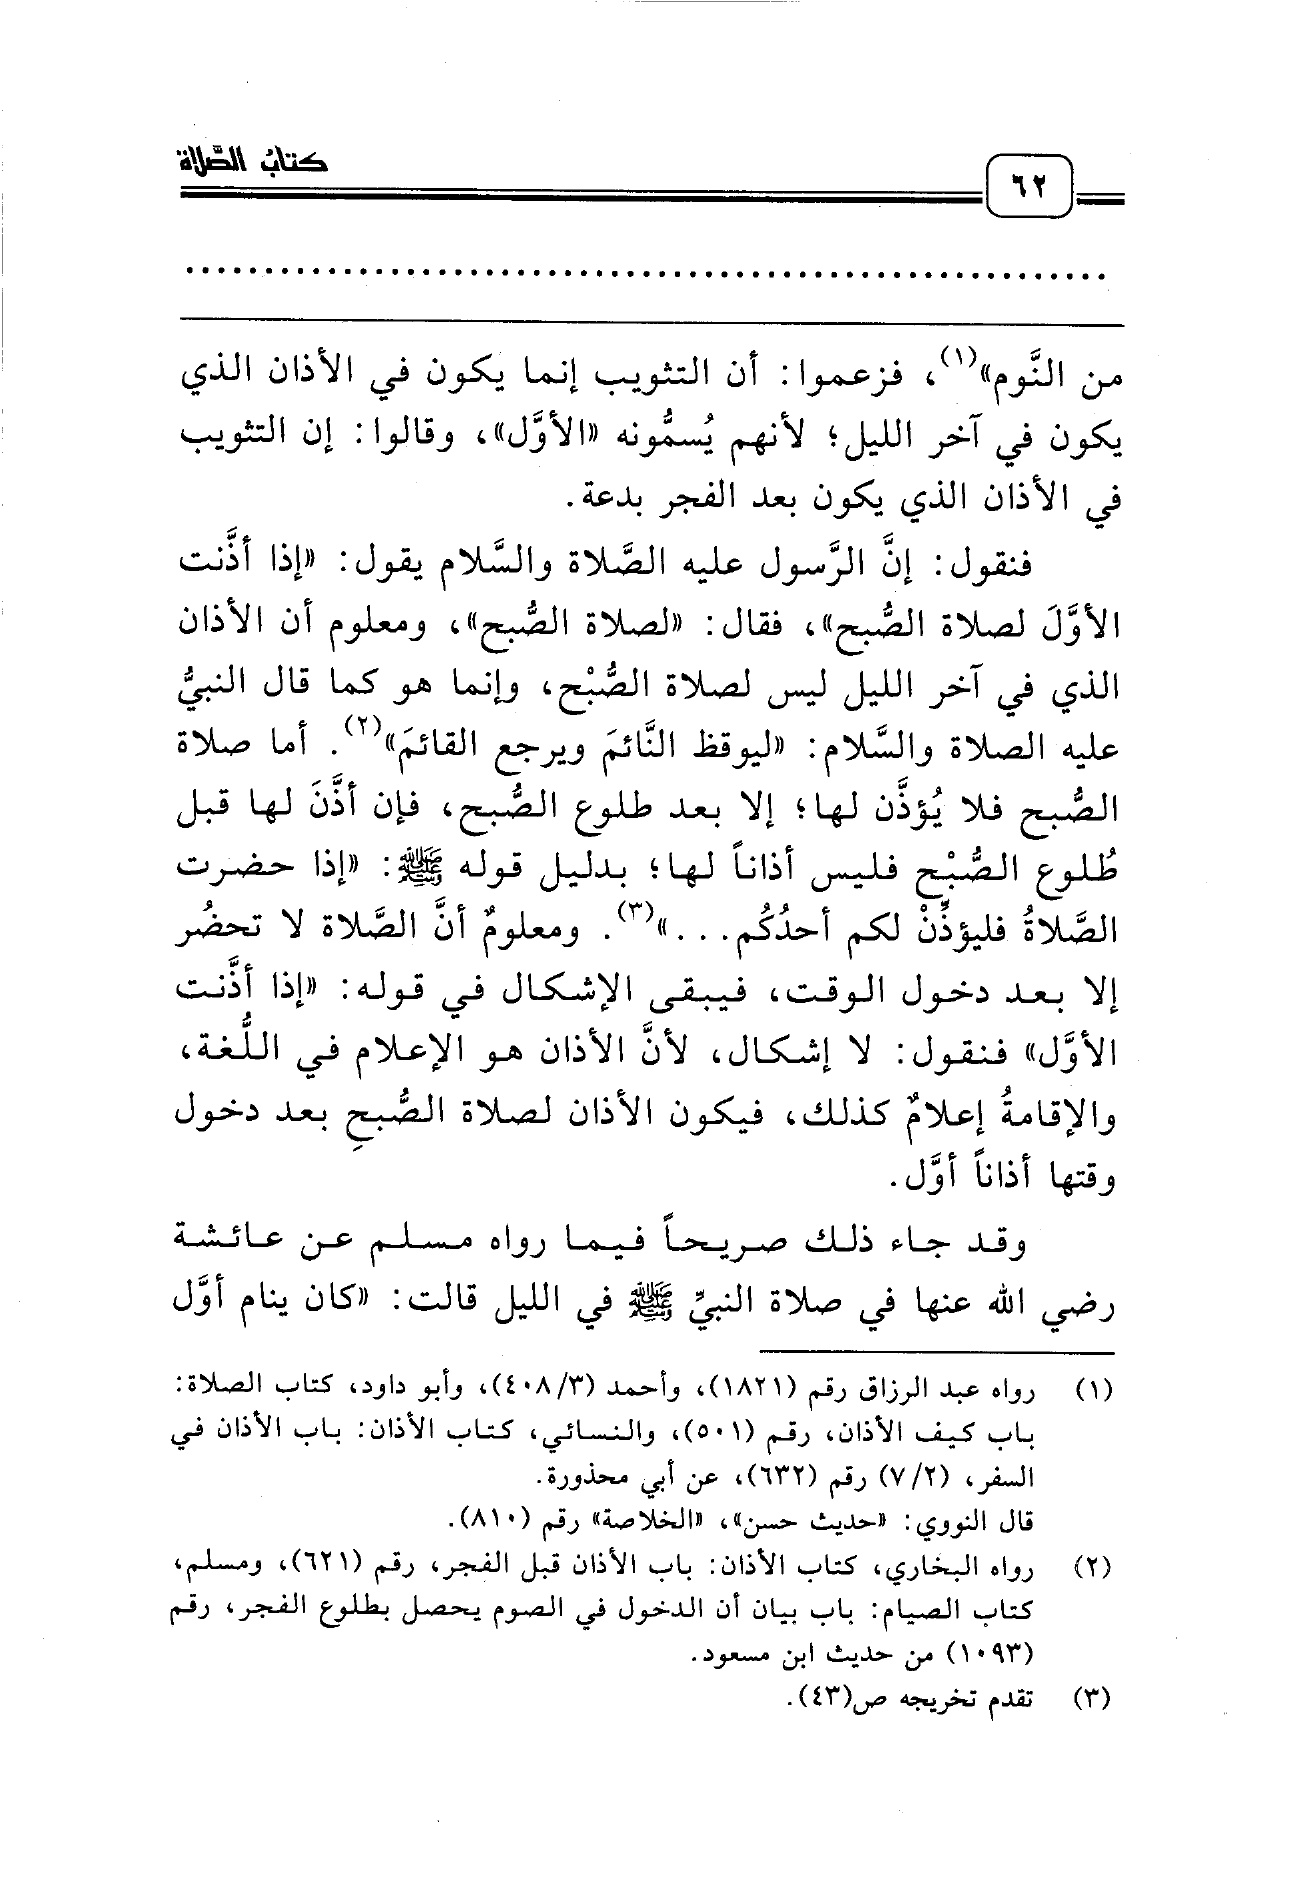 كتابُ الصَّلاة
٦٢
من النَّوم»(١)، فزعموا: أن التثويب إنما يكون في الأذان الذي
يكون في آخر الليل؛ لأنهم يُسمُّونه «الأوَّل»، وقالوا: إن التثويب
في الأذان الذي يكون بعد الفجر بدعة.
فنقول: إنَّ الرَّسول عليه الصَّلاة والسَّلام يقول: «إذا أذَّنت
الأوَّلَ لصلاة الصُّبح»، فقال: «لصلاة الصُّبح»، ومعلوم أن الأذان
الذي في آخر الليل ليس لصلاة الصُّبْح، وإنما هو كما قال النبيُّ
عليه الصلاة والسَّلام: «ليوقظ النَّائمَ ويرجع القائمَ»(٢). أما صلاة
الصُّبح فلا يُؤذَّن لها؛ إلا بعد طلوع الصُّبح، فإن أذَّنَ لها قبل
طُلوع الصُّبْح فليس أذاناً لها؛ بدليل قوله ﷺ: «إذا حضرت
الصَّلاةُ فليؤذِّنْ لكم أحدُكُم...»(٣). ومعلومٌ أنَّ الصَّلاة لا تحضُر
إلا بعد دخول الوقت، فيبقى الإشكال في قوله: «إذا أذَّنت
الأوَّل» فنقول: لا إشكال، لأنَّ الأذان هو الإعلام في اللُّغة،
والإقامةُ إعلامٌ كذلك، فيكون الأذان لصلاة الصُّبحِ بعد دخول
وقتها أذاناً أوَّل.
وقد جاء ذلك صريحاً فيما رواه مسلم عن عائشة
رضي الله عنها في صلاة النبيِّ ﷺ في الليل قالت: «كان ينام أوَّل
(١) رواه عبد الرزاق رقم (١٨٢١)، وأحمد (٤٠٨/٣)، وأبو داود، كتاب الصلاة:
باب كيف الأذان، رقم (٥٠١)، والنسائي، كتاب الأذان: باب الأذان في
السفر، (٧/٢) رقم (٦٣٢)، عن أبي محذورة.
قال النووي: «حديث حسن»، «الخلاصة» رقم (٨١٠).
(٢) رواه البخاري، كتاب الأذان: باب الأذان قبل الفجر، رقم (٦٢١)، ومسلم،
كتاب الصيام: باب بيان أن الدخول في الصوم يحصل بطلوع الفجر، رقم
(١٠٩٣) من حديث ابن مسعود.
(٣) تقدم تخريجه ص(٤٣).